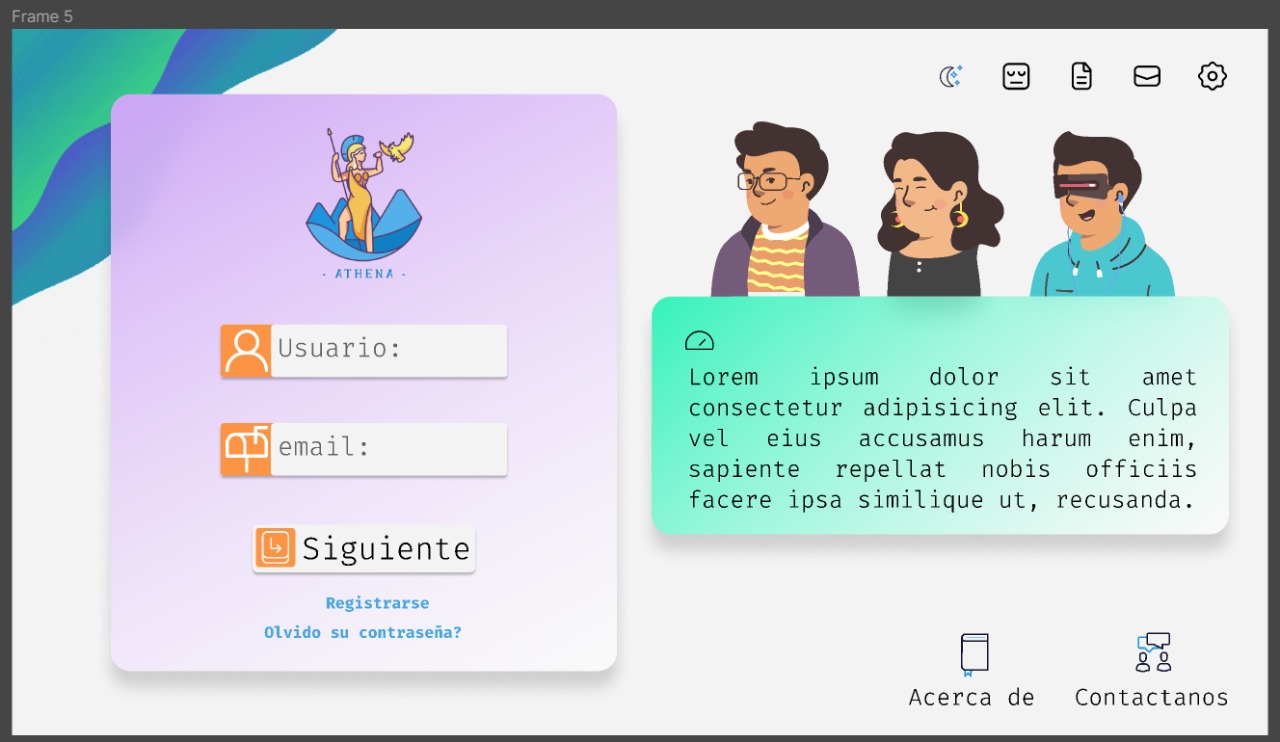 Frame 5
· ATHENA ·
Usuario:
email:
Siguiente
Registrarse
Olvido su contraseña?
Lorem ipsum dolor sit amet
consectetur adipisicing elit. Culpa
vel eius accusamus harum enim,
sapiente repellat nobis officiis
facere ipsa similique ut, recusanda.
Acerca de
Contactanos